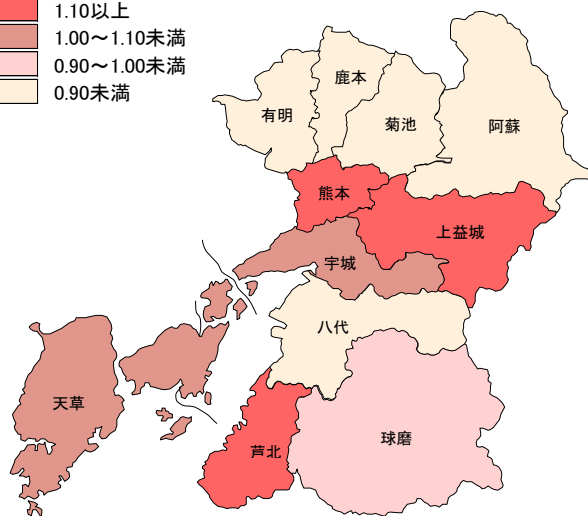 1.10以上
1.00～1.10未満
0.90～1.00未満
0.90未満
鹿本
有明
菊池
阿蘇
熊本
上益城
宇城
八代
天草
球磨
芦北